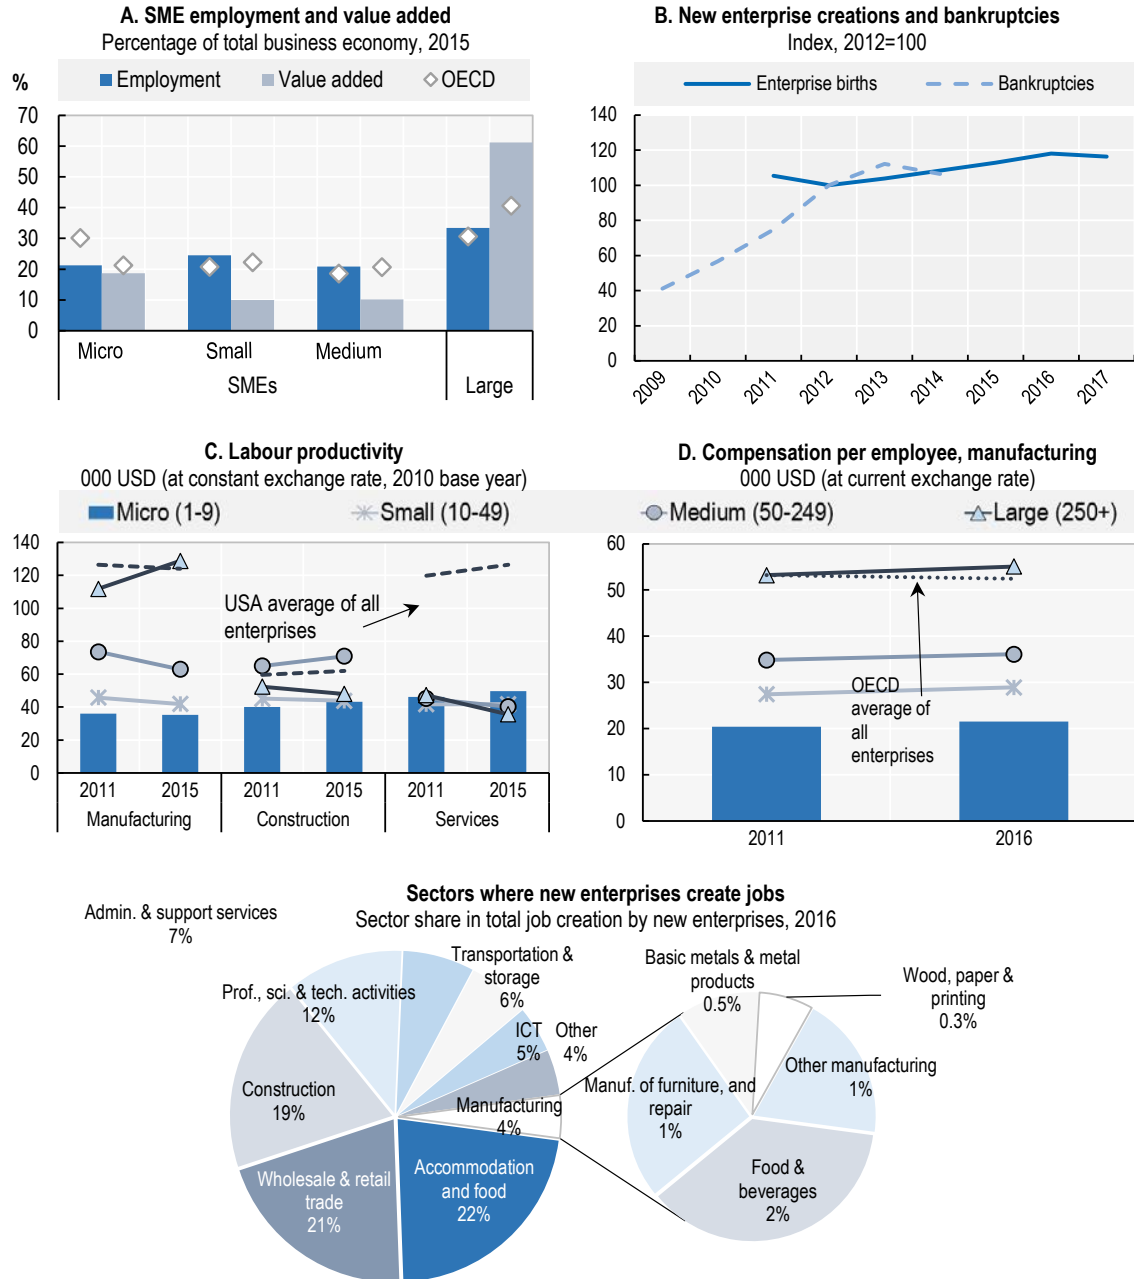 A. SME employment and value added
Percentage of total business economy, 2015
%
Employment
Value added
OECD
70
60
50
40
30
20
10
0
Micro
Small
Medium
SMEs
Large
B. New enterprise creations and bankruptcies
Index, 2012=100
Enterprise births
Bankruptcies
140
120
100
80
60
40
20
0
2009
2010
2011
2012
2013
2014
2015
2016
2017
C. Labour productivity
000 USD (at constant exchange rate, 2010 base year)
D. Compensation per employee, manufacturing
000 USD (at current exchange rate)
Micro (1-9)
Small (10-49)
Medium (50-249)
Large (250+)
140
120
100
80
60
40
20
0
USA average of all
enterprises
2011
2015
2011
2015
2011
2015
Manufacturing
Construction
Services
60
50
40
30
20
10
0
OECD
average of
all
enterprises
2011
2016
Sectors where new enterprises create jobs
Sector share in total job creation by new enterprises, 2016
Admin. & support services
7%
Transportation &
storage
6%
Prof., sci. & tech. activities
12%
ICT
5%
Other
4%
Construction
19%
Manufacturing
4%
Wholesale & retail
trade
21%
Accommodation
and food
22%
Basic metals & metal
products
0.5%
Wood, paper &
printing
0.3%
Other manufacturing
1%
Manuf. of furniture, and
repair
1%
Food &
beverages
2%